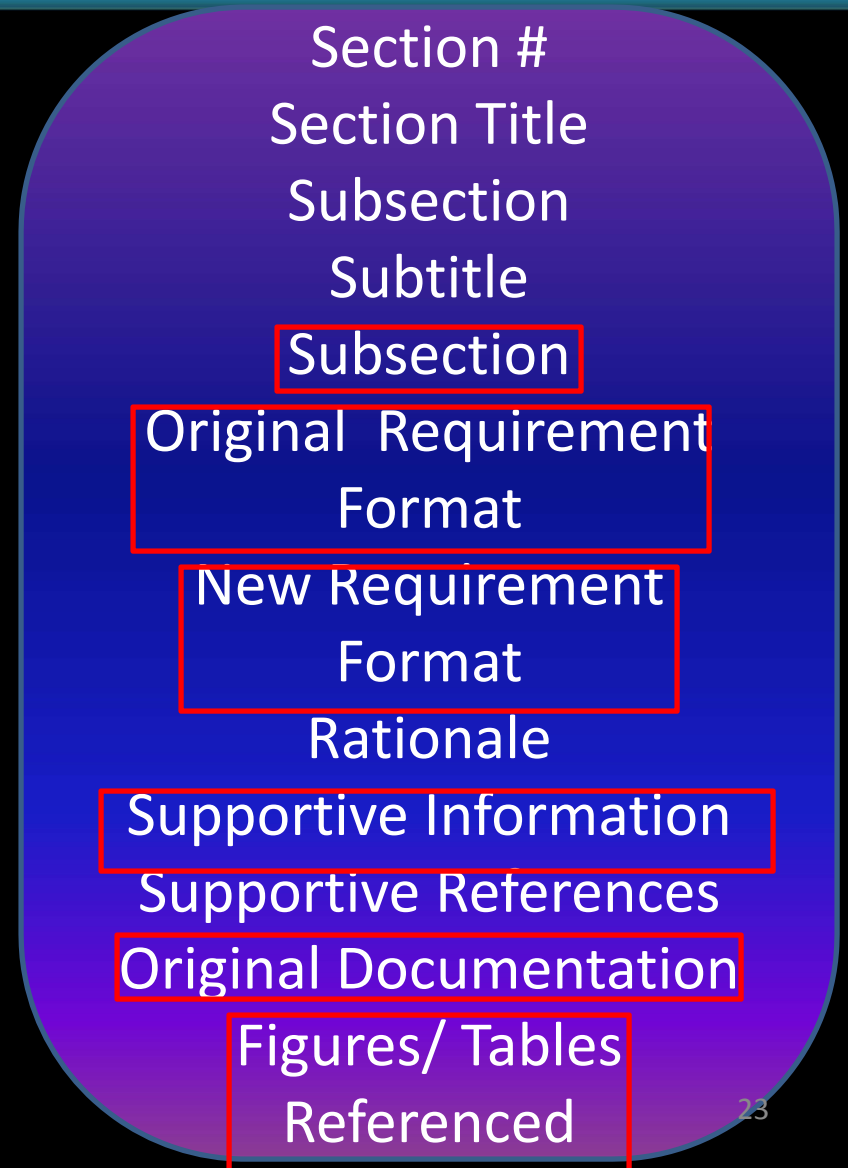 Section #
Section Title
Subsection
Subtitle
Subsection
Original Requirement
Format
New Requirement
Format
Rationale
Supportive Information
Supportive References
Original Documentation
Figures/ Tables
Referenced
23